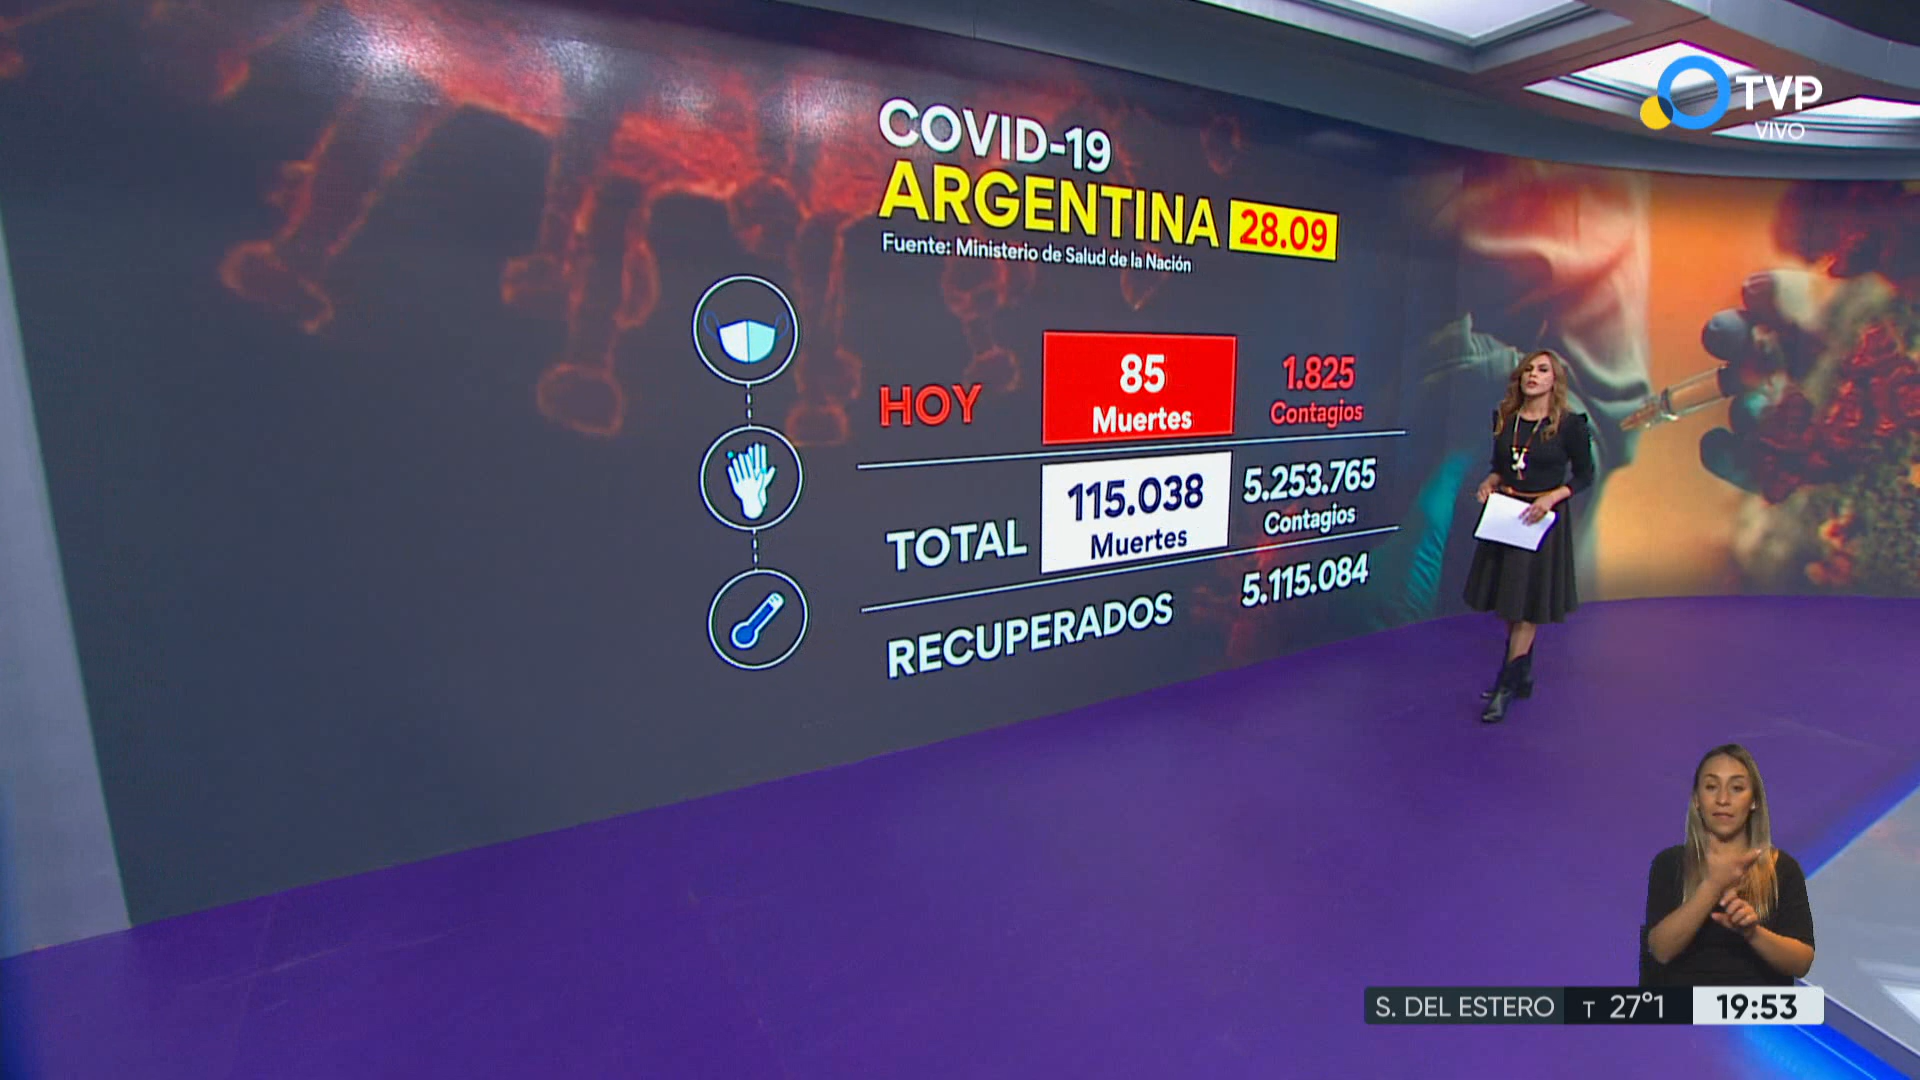 TVP
VIVO
COVID-19
ARGENTINA 28.09
Fuente: Ministerio de Salud de la Nación
HOY
85
Muertes
1.825
Contagios
TOTAL
115.038
Muertes
5.253.765
Contagios
RECUPERADOS
5.115.084
S. DEL ESTERO T 27°1 19:53